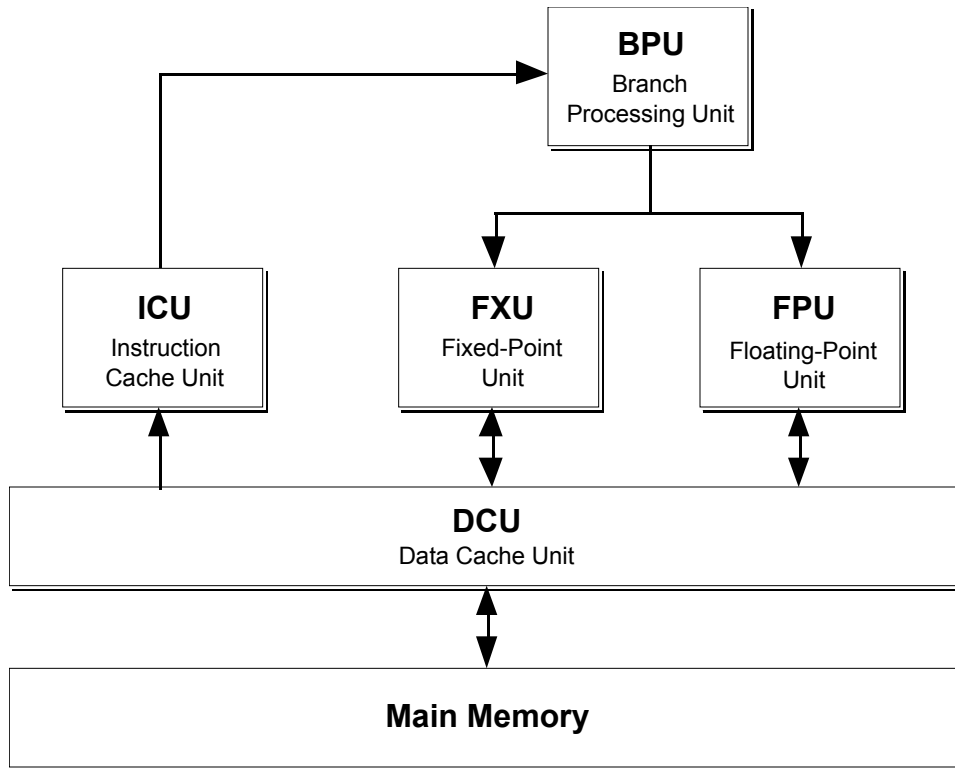 BPU
Branch
Processing Unit
ICU
Instruction
Cache Unit
FXU
Fixed-Point
Unit
FPU
Floating-Point
Unit
DCU
Data Cache Unit
Main Memory